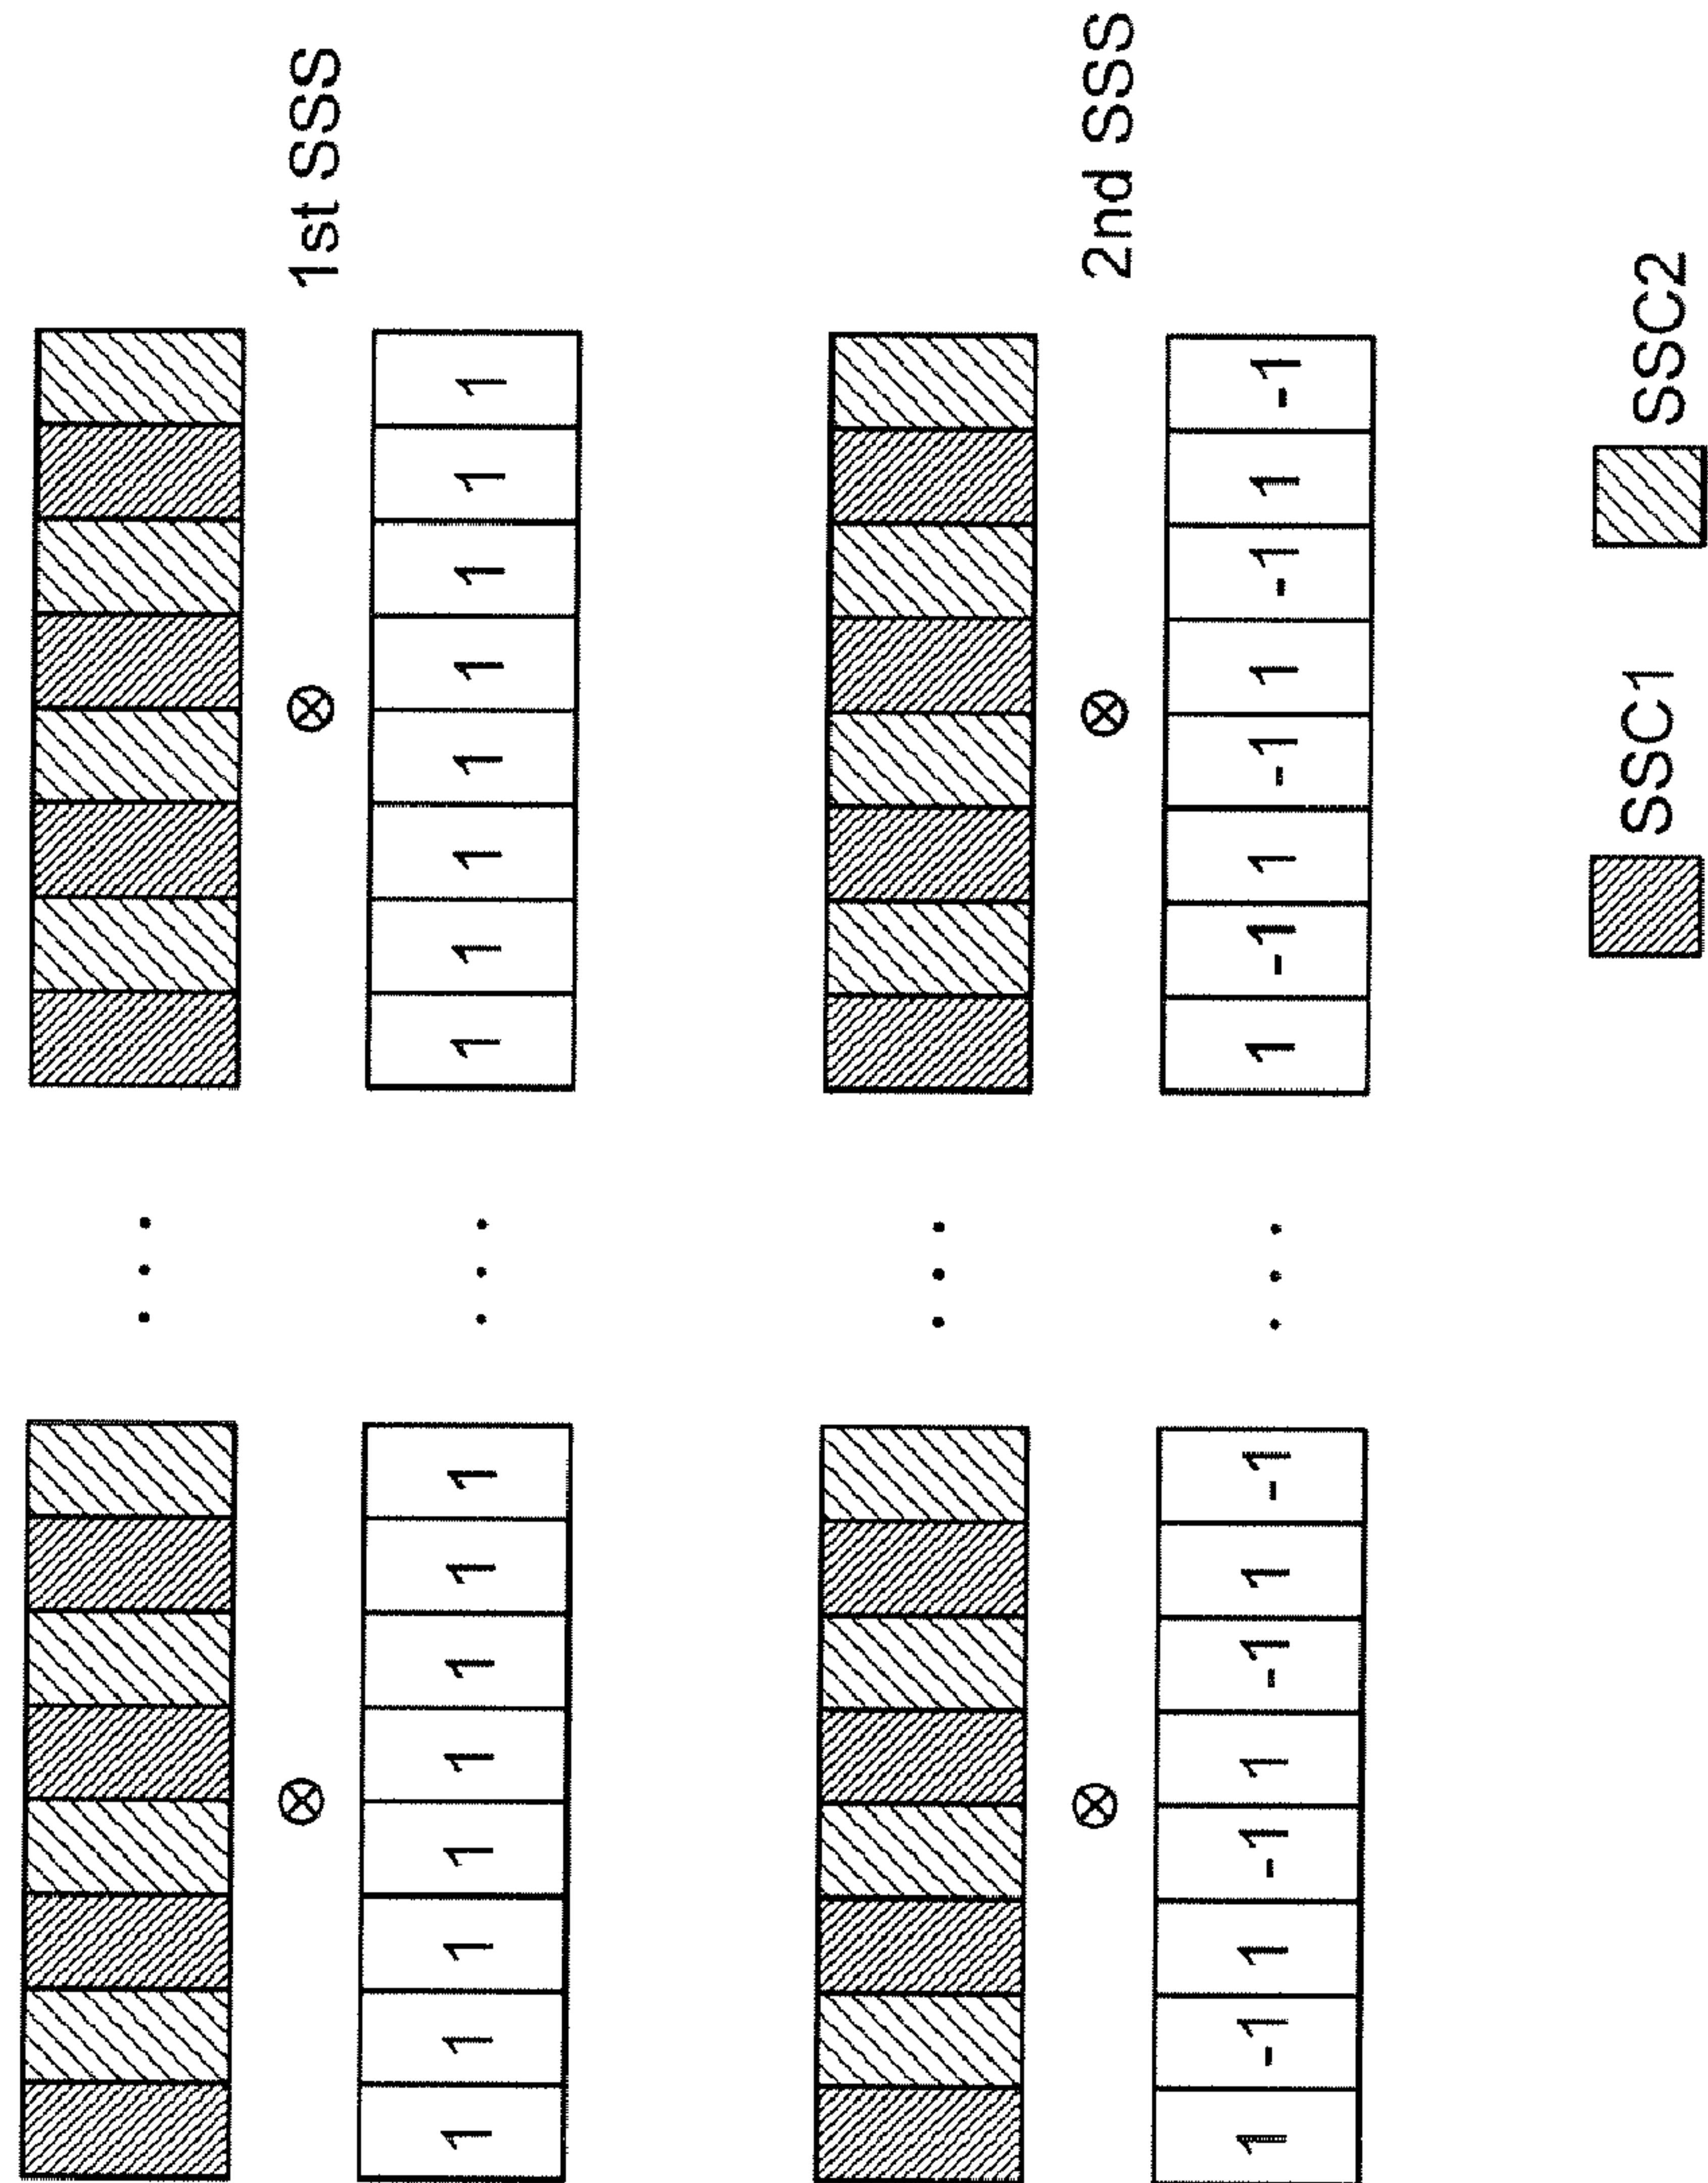 1st SSS
1 1 1 1 1 1 1 1 . . . 1 1 1 1 1 1 1 1
2nd SSS
1 -1 1 -1 1 -1 1 -1 . . . 1 -1 1 -1 1 -1 1 -1
SSC1 SSC2